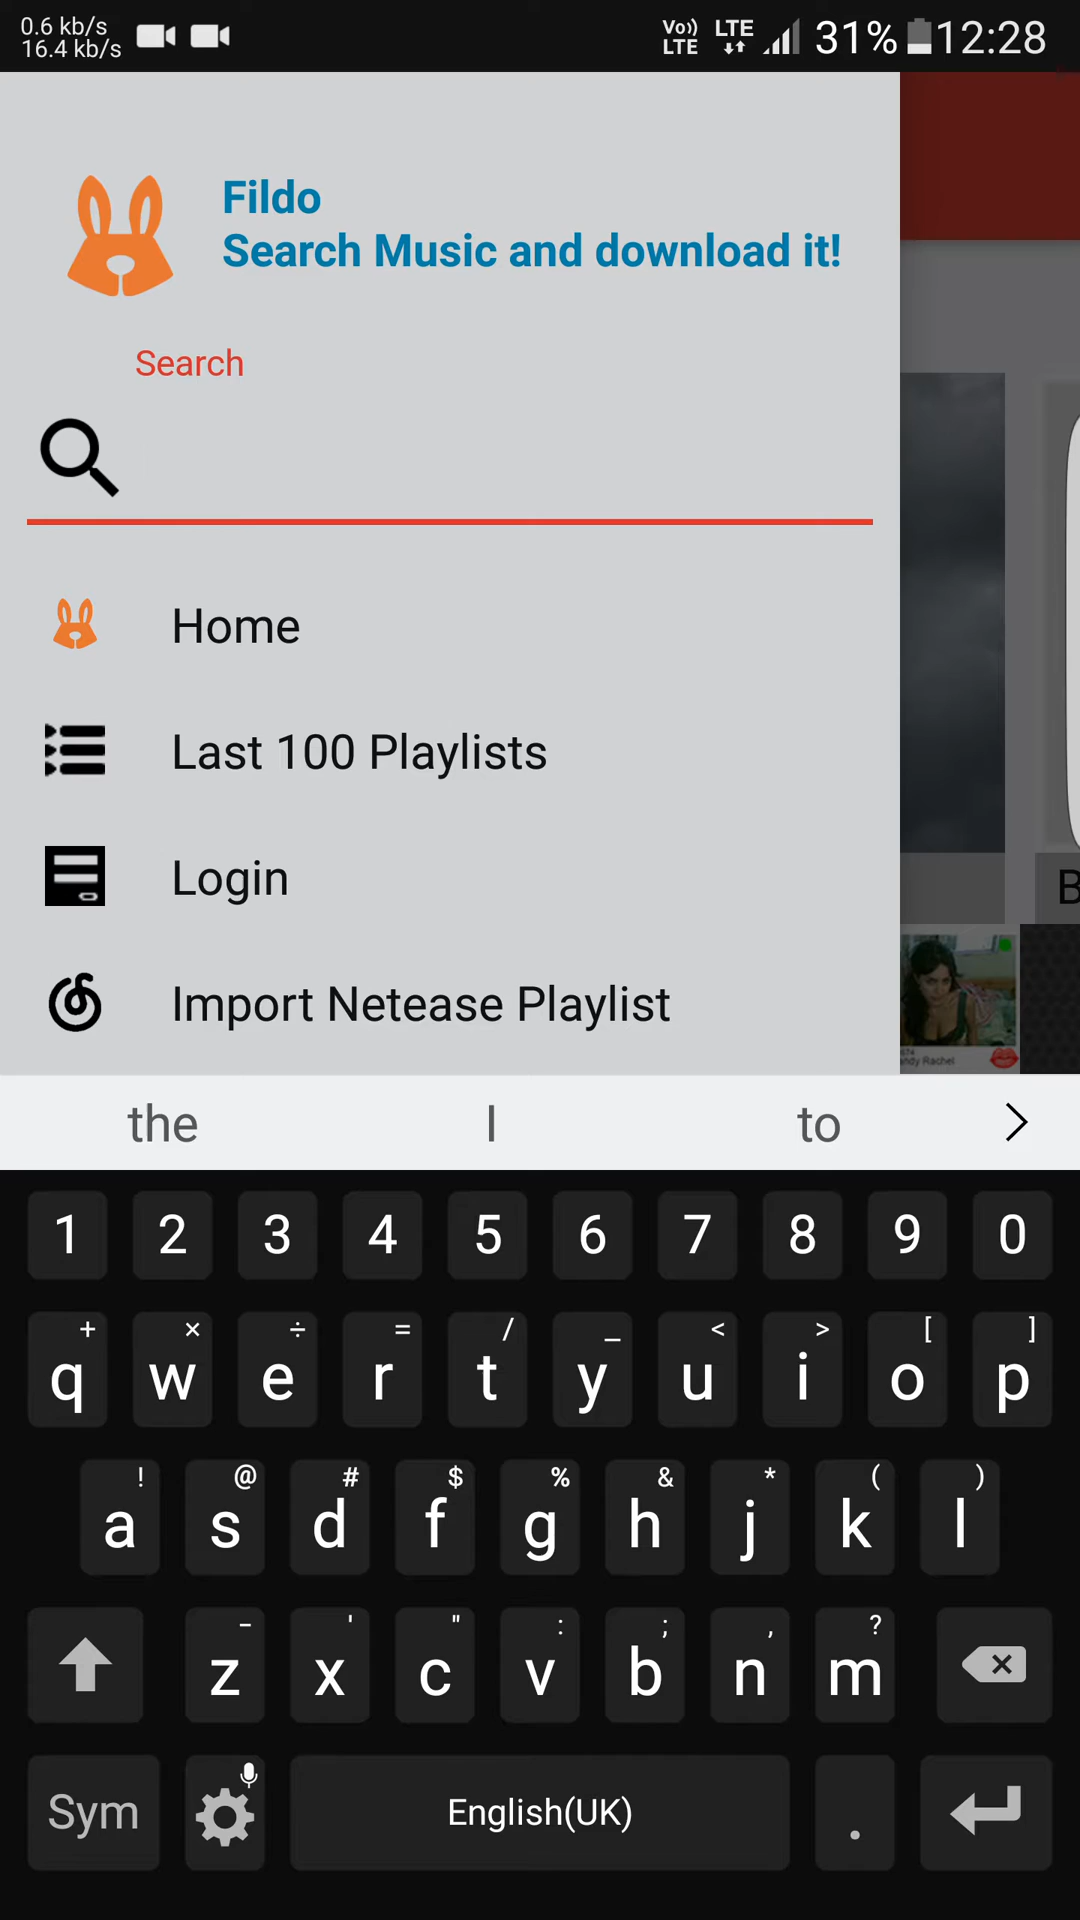 0.6 kb/s
16.4 kb/s
Vo))
LTE
LTE
31%
12:28
Fildo
Search Music and download it!
Search
Home
Last 100 Playlists
Login
Import Netease Playlist
B
andy Rachel
the I to
1 2 3 4 5 6 7 8 9 0
+ × ÷ = / _ < > [ ]
q w e r t y u i o p
! @ # $ % & * ( )
a s d f g h j k l
- ' " : ; , ?
z x c v b n m
Sym English(UK) .